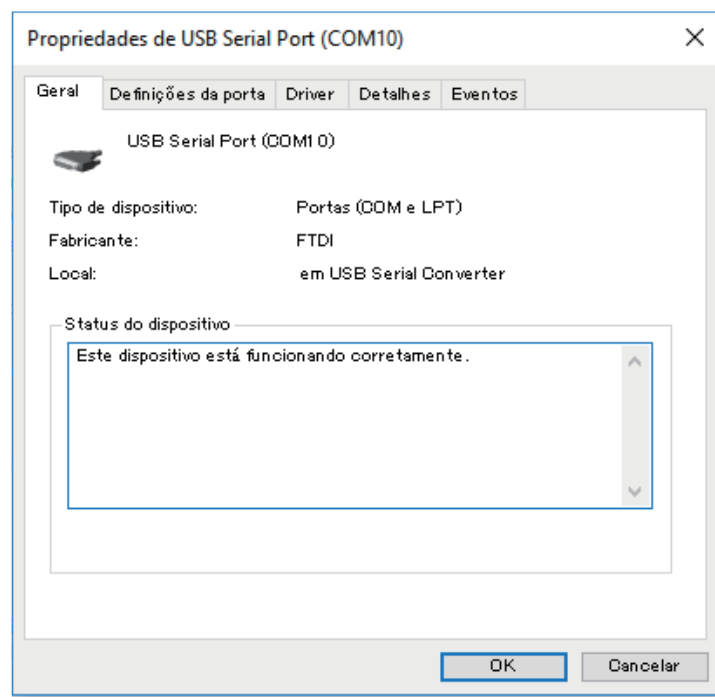 Propriedades de USB Serial Port (COM10)
Geral Definições da porta Driver Detalhes Eventos
USB Serial Port (COM10)
Tipo de dispositivo: Portas (COM e LPT)
Fabricante: FTDI
Local: em USB Serial Converter
Status do dispositivo
Este dispositivo está funcionando corretamente.
OK Cancelar